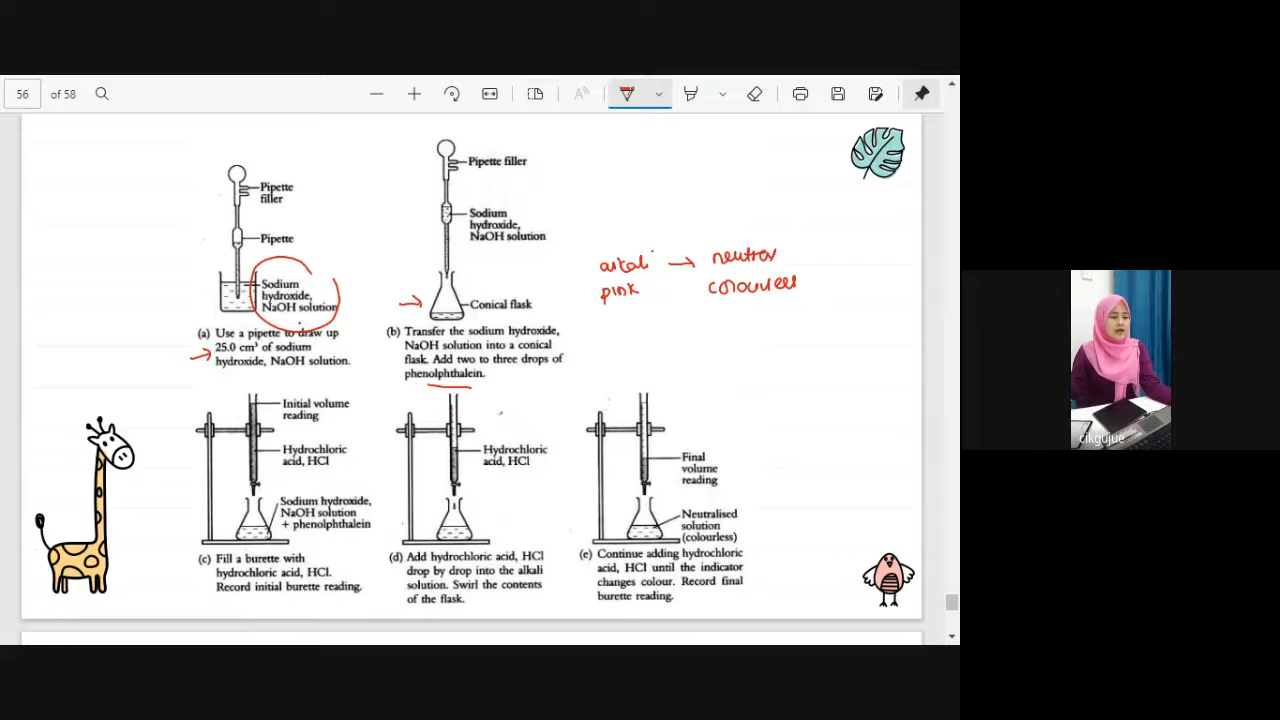 56
of 58
Pipette
filler
Pipette
Sodium
hydroxide,
NaOH solution
(a) Use a pipette to draw up
25.0 cm³ of sodium
hydroxide, NaOH solution.
Pipette filler
Sodium
hydroxide,
NaOH solution
Conical flask
(b) Transfer the sodium hydroxide,
NaOH solution into a conical
flask. Add two to three drops of
phenolphthalein.
alkali → neutral
pink colourless
Initial volume
reading
Hydrochloric
acid, HCl
Sodium hydroxide,
NaOH solution
+ phenolphthalein
(c) Fill a burette with
hydrochloric acid, HCl.
Record initial burette reading.
Hydrochloric
acid, HCl
(d) Add hydrochloric acid, HCl
drop by drop into the alkali
solution. Swirl the contents
of the flask.
Final
volume
reading
Neutralised
solution
(colourless)
(e) Continue adding hydrochloric
acid, HCl until the indicator
changes colour. Record final
burette reading.
cikgujue